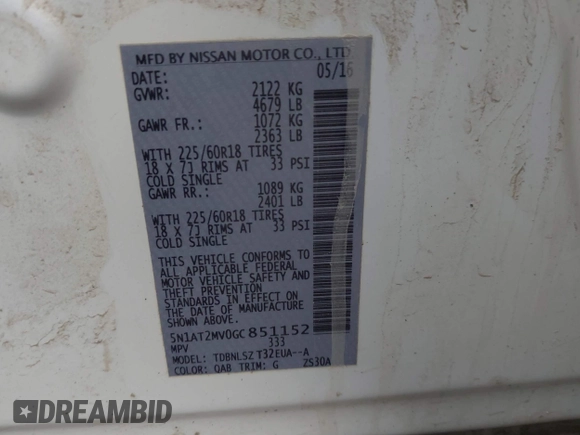 MFD BY NISSAN MOTOR CO., LTD.
DATE: 05/16
GVWR: 2122 KG
4679 LB
GAWR FR.: 1072 KG
2363 LB
WITH 225/60R18 TIRES
18 X 7J RIMS AT 33 PSI
COLD SINGLE
GAWR RR.: 1089 KG
2401 LB
WITH 225/60R18 TIRES
18 X 7J RIMS AT 33 PSI
COLD SINGLE
THIS VEHICLE CONFORMS TO
ALL APPLICABLE FEDERAL
MOTOR VEHICLE SAFETY AND
THEFT PREVENTION
STANDARDS IN EFFECT ON
THE DATE OF MANUFACTURE
SHOWN ABOVE.
5N1AT2MV0GC851152
MPV 333
MODEL: TDBNLSZ T32EUA--A
COLOR: QAB TRIM: G ZS30A
DREAMBID